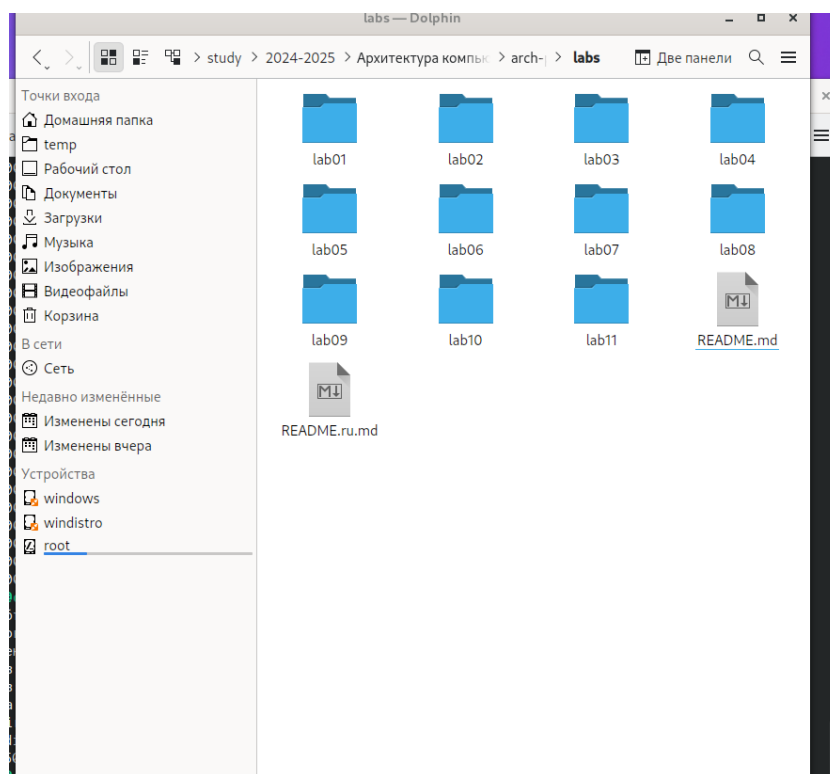 labs — Dolphin
study > 2024-2025 > Архитектура компьк > arch- > labs Две панели
Точки входа
Домашняя папка
temp
Рабочий стол
Документы
Загрузки
Музыка
Изображения
Видеофайлы
Корзина
В сети
Сеть
Недавно изменённые
Изменены сегодня
Изменены вчера
Устройства
windows
windistro
root
lab01 lab02 lab03 lab04
lab05 lab06 lab07 lab08
lab09 lab10 lab11 README.md
README.ru.md